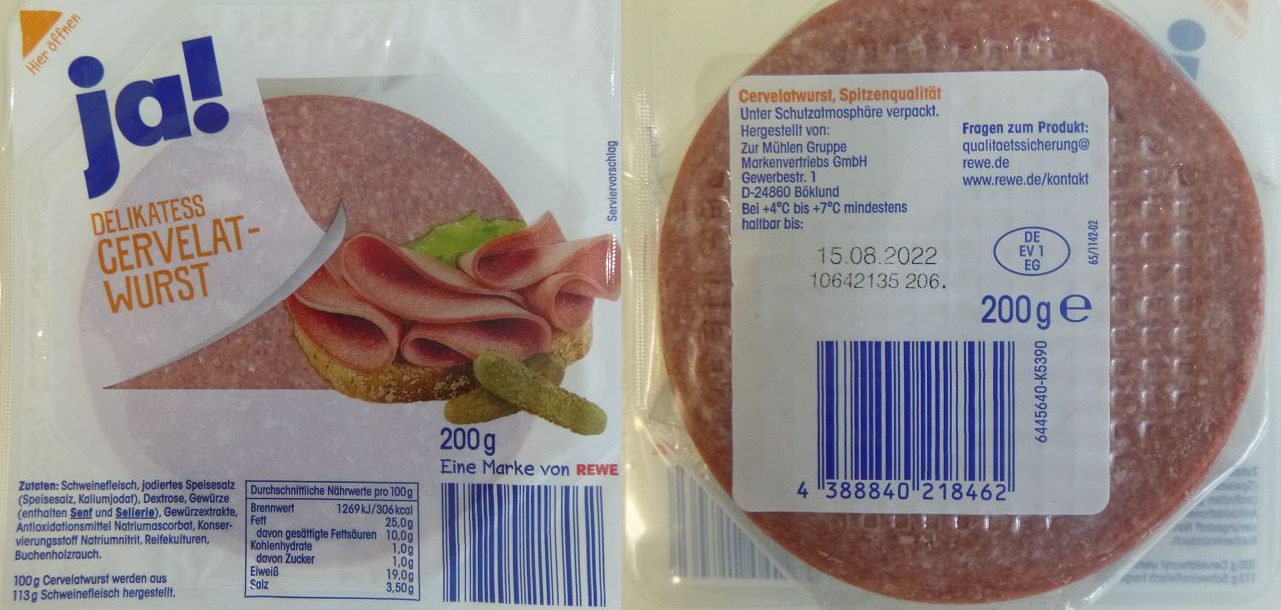 Hier öffnen
ja!
DELIKATESS
CERVELAT-
WURST
Serviervorschlag
200g
Eine Marke von REWE
Zutaten: Schweinefleisch, jodiertes Speisesalz
(Speisesalz, Kaliumjodat), Dextrose, Gewürze
(enthalten Senf und Sellerie), Gewürzextrakte,
Antioxidationsmittel Natriumascorbat, Konser-
vierungsstoff Natriumnitrit, Reifekulturen,
Buchenholzrauch.
100g Cervelatwurst werden aus
113g Schweinefleisch hergestellt.
Durchschnittliche Nährwerte pro 100g
Brennwert 1269kJ/306kcal
Fett 25,0g
davon gesättigte Fettsäuren 10,0g
Kohlenhydrate 1,0g
davon Zucker 1,0g
Eiweiß 19,0g
Salz 3,50g
Cervelatwurst, Spitzenqualität
Unter Schutzatmosphäre verpackt.
Hergestellt von:
Zur Mühlen Gruppe
Markenvertriebs GmbH
Gewerbestr. 1
D-24860 Böklund
Bei +4°C bis +7°C mindestens
haltbar bis:
15.08.2022
10642135 206.
Fragen zum Produkt:
qualitaetssicherung@
rewe.de
www.rewe.de/kontakt
DE
EV 1
EG
65/1142-02
200g e
6445640-K5390
4 388840 218462